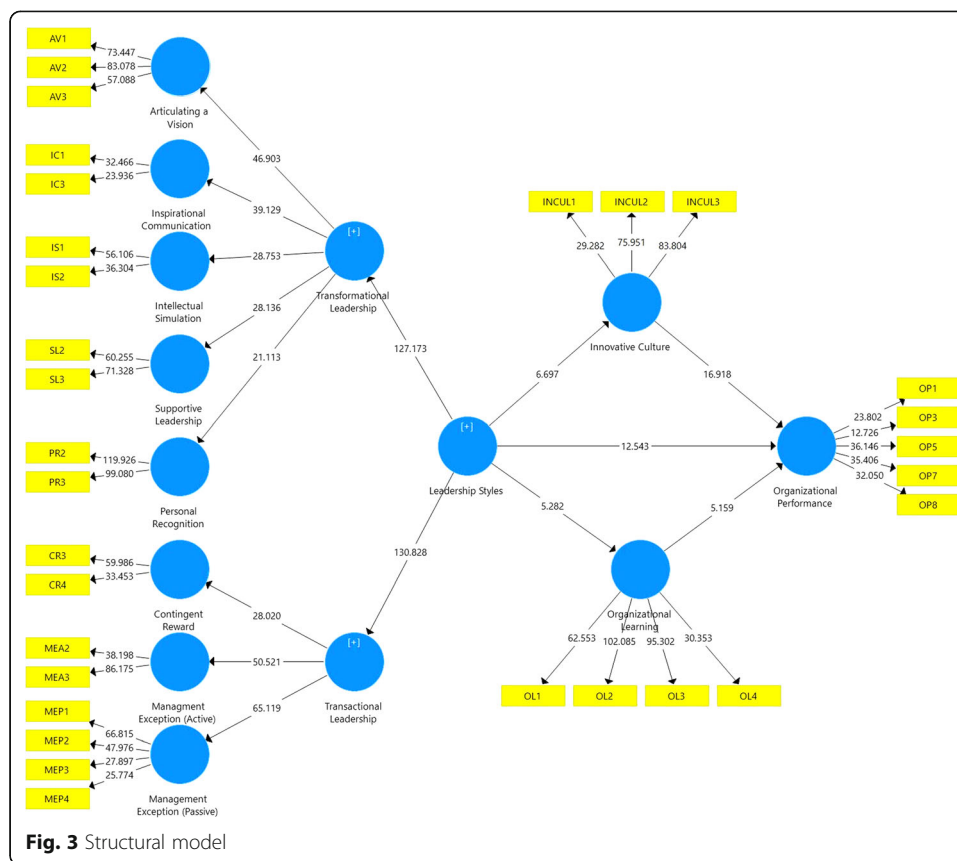 AV1
73.447
AV2
83.078
AV3
57.088
Articulating a
Vision
IC1
32.466
IC3
23.936
Inspirational
Communication
IS1
56.106
IS2
36.304
Intellectual
Simulation
SL2
60.255
SL3
71.328
Supportive
Leadership
PR2
119.926
PR3
99.080
Personal
Recognition
CR3
59.986
CR4
33.453
Contingent
Reward
MEA2
38.198
MEA3
86.175
Managment
Exception (Active)
MEP1
66.815
MEP2
47.976
MEP3
27.897
MEP4
25.774
Management
Exception (Passive)
46.903
39.129
28.753
28.136
21.113
[+]
Transformational
Leadership
127.173
[+]
Leadership Styles
130.828
28.020
50.521
65.119
[+]
Transactional
Leadership
INCUL1
INCUL2
INCUL3
29.282
75.951
83.804
Innovative Culture
6.697
16.918
12.543
5.282
5.159
Organizational
Performance
OP1
23.802
OP3
12.726
OP5
36.146
OP7
35.406
OP8
32.050
Organizational
Learning
62.553
102.085
95.302
30.353
OL1
OL2
OL3
OL4
Fig. 3 Structural model